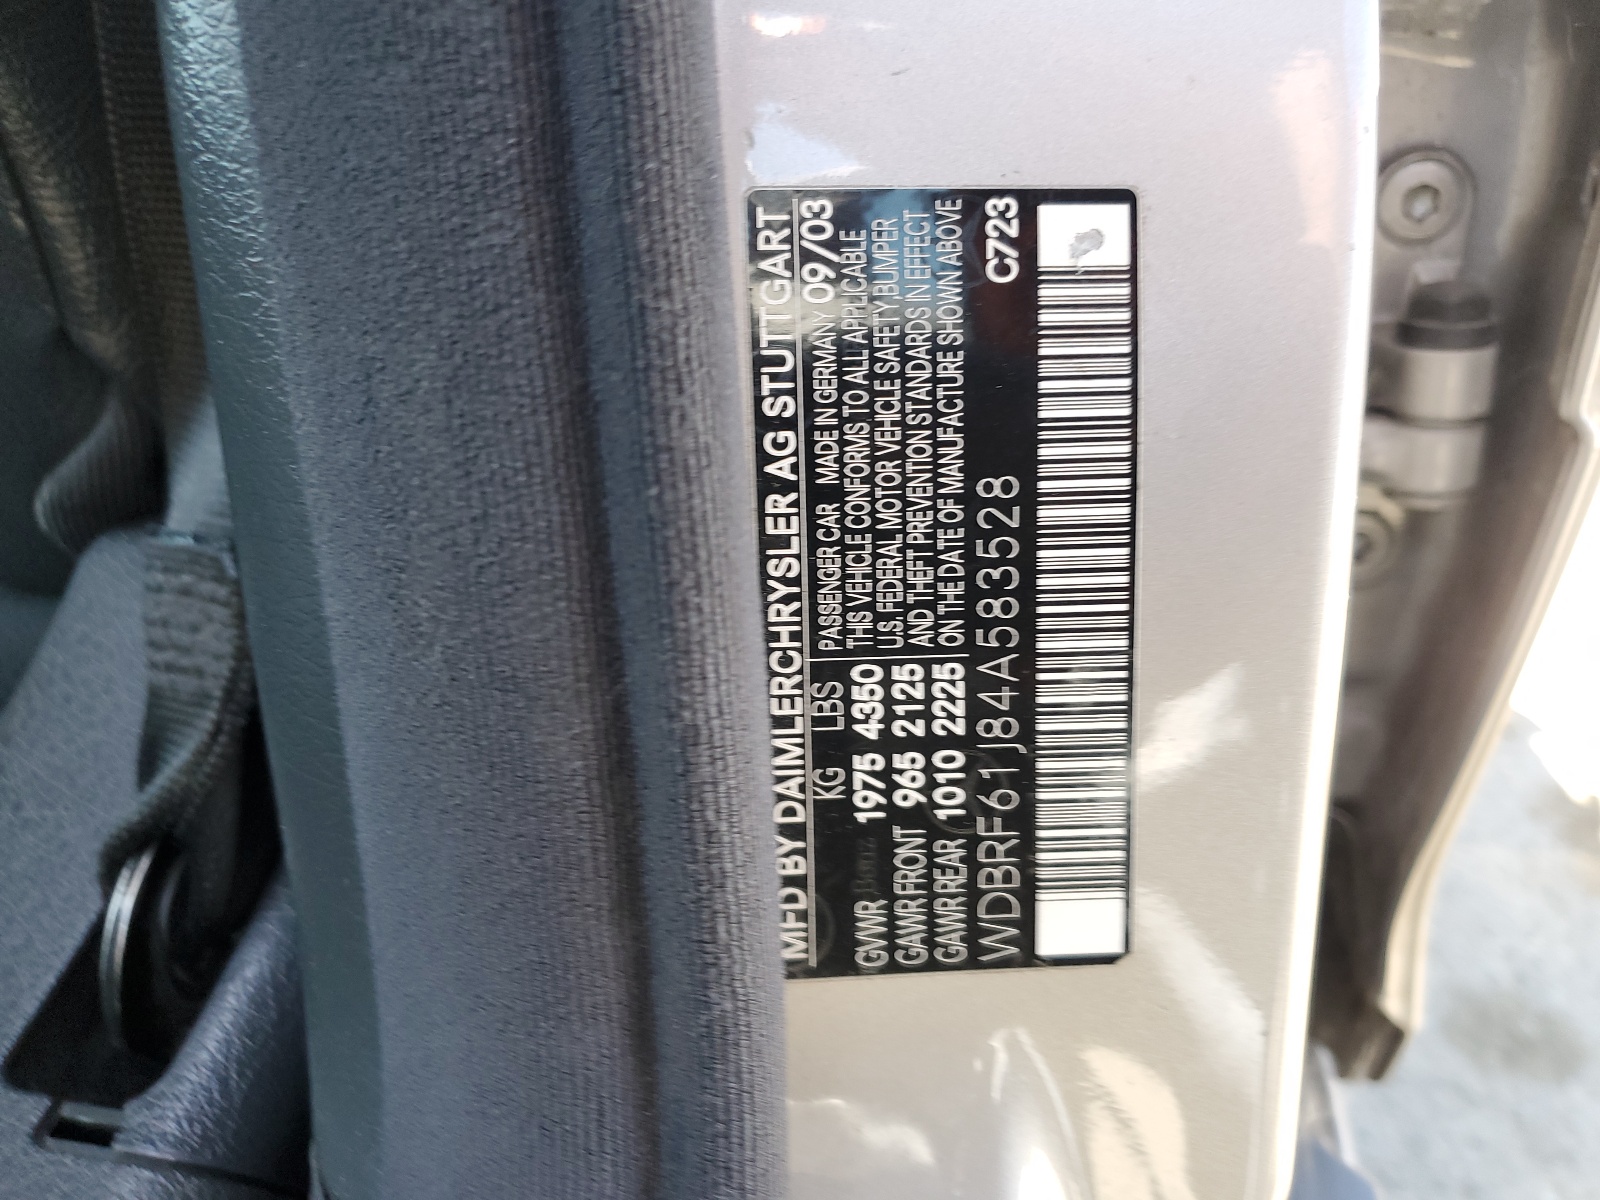 MFD BY DAIMLERCHRYSLER AG STUTTGART
KG LBS PASSENGER CAR MADE IN GERMANY 09/03
GVWR 1975 4350 THIS VEHICLE CONFORMS TO ALL APPLICABLE
U.S. FEDERAL MOTOR VEHICLE SAFETY, BUMPER
GAWR FRONT 965 2125 AND THEFT PREVENTION STANDARDS IN EFFECT
GAWR REAR 1010 2225 ON THE DATE OF MANUFACTURE SHOWN ABOVE
WDBRF61J84A583528 C723